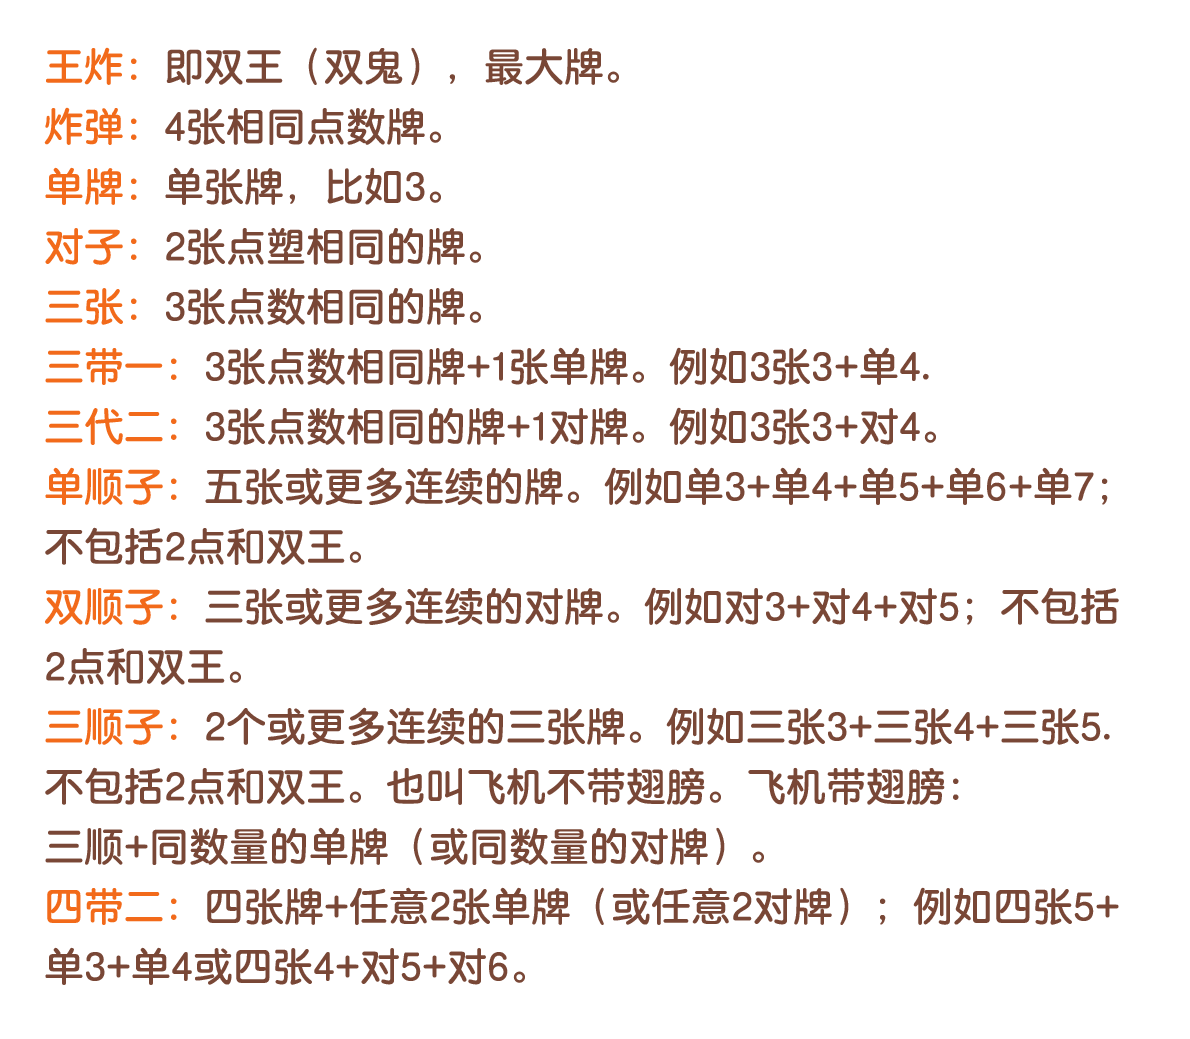 王炸：即双王（双鬼），最大牌。
炸弹：4张相同点数牌。
单牌：单张牌，比如3。
对子：2张点塑相同的牌。
三张：3张点数相同的牌。
三带一：3张点数相同牌+1张单牌。例如3张3+单4.
三代二：3张点数相同的牌+1对牌。例如3张3+对4。
单顺子：五张或更多连续的牌。例如单3+单4+单5+单6+单7；
不包括2点和双王。
双顺子：三张或更多连续的对牌。例如对3+对4+对5；不包括
2点和双王。
三顺子：2个或更多连续的三张牌。例如三张3+三张4+三张5.
不包括2点和双王。也叫飞机不带翅膀。飞机带翅膀：
三顺+同数量的单牌（或同数量的对牌）。
四带二：四张牌+任意2张单牌（或任意2对牌）；例如四张5+
单3+单4或四张4+对5+对6。